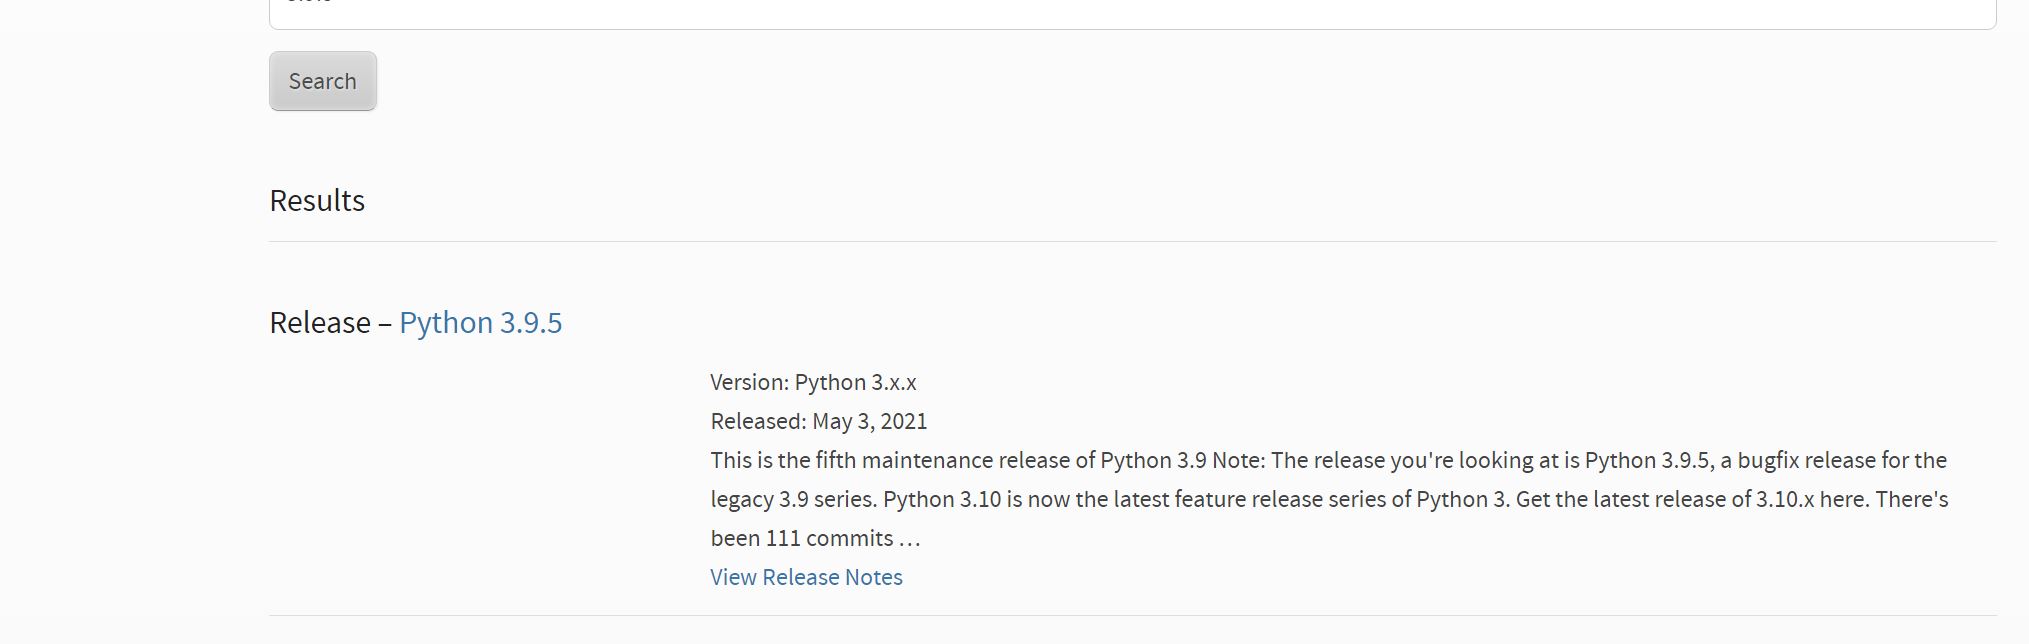 Search
Results
Release – Python 3.9.5
Version: Python 3.x.x
Released: May 3, 2021
This is the fifth maintenance release of Python 3.9 Note: The release you're looking at is Python 3.9.5, a bugfix release for the
legacy 3.9 series. Python 3.10 is now the latest feature release series of Python 3. Get the latest release of 3.10.x here. There's
been 111 commits …
View Release Notes